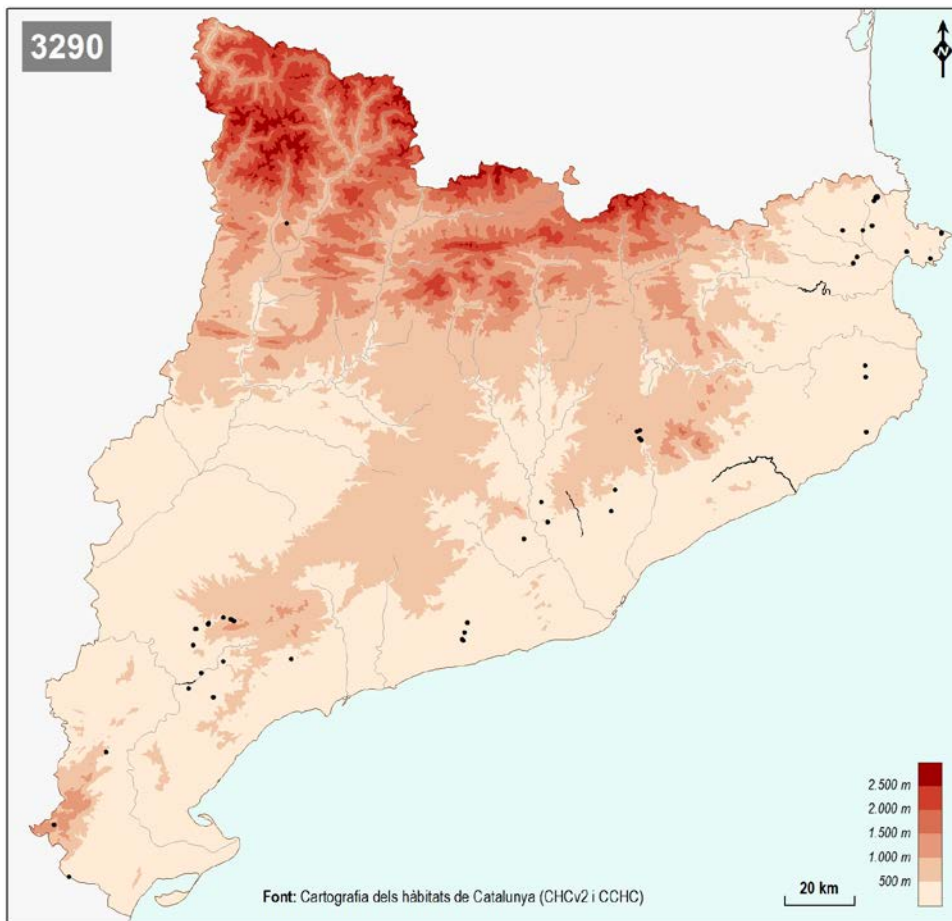 3290
N
2.500 m
2.000 m
1.500 m
1.000 m
500 m
20 km
Font: Cartografia dels hàbitats de Catalunya (CHCv2 i CCHC)